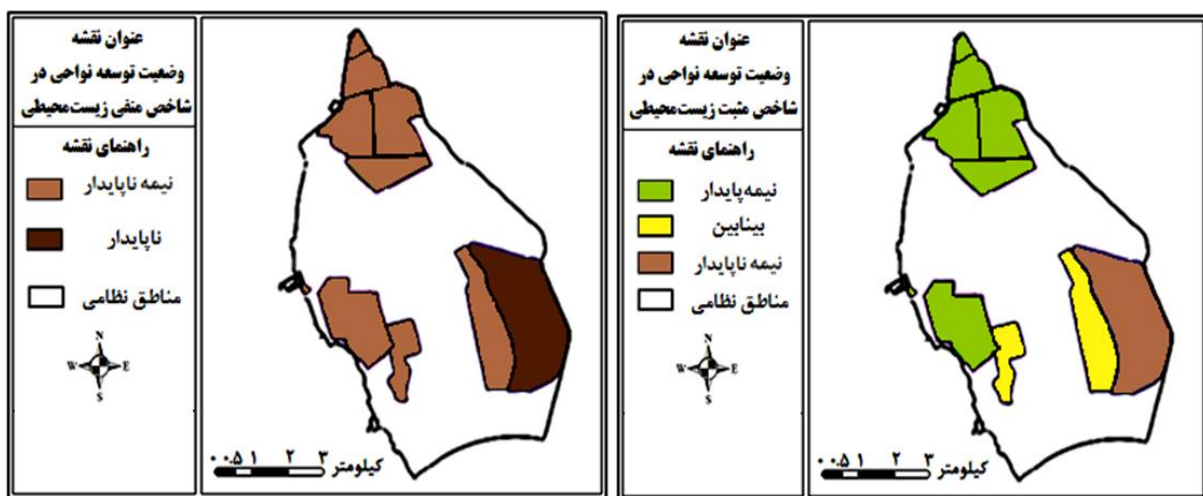 عنوان نقشه
وضعیت توسعه نواحی در
شاخص مثبت زیست‌محیطی
راهنمای نقشه
نیمه‌پایدار
بینابین
نیمه ناپایدار
مناطق نظامی
N
W E
S
۰ ۰.۵ ۱ ۲ ۳ کیلومتر
عنوان نقشه
وضعیت توسعه نواحی در
شاخص منفی زیست‌محیطی
راهنمای نقشه
نیمه ناپایدار
ناپایدار
مناطق نظامی
N
W E
S
۰ ۰.۵ ۱ ۲ ۳ کیلومتر